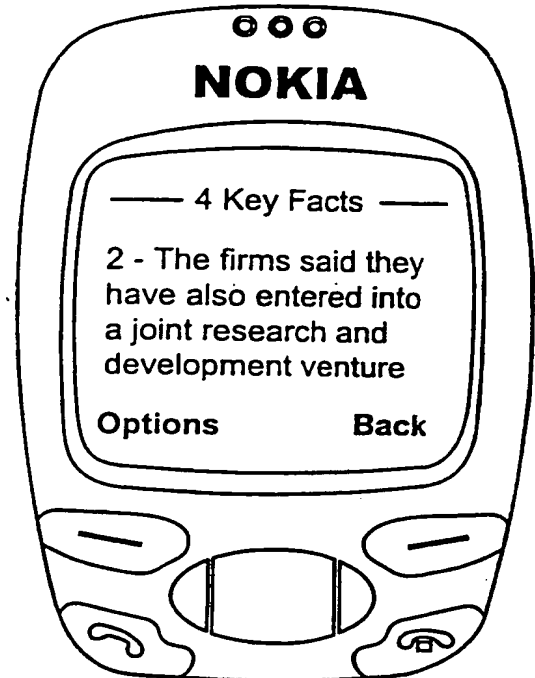 NOKIA
4 Key Facts
2 - The firms said they
have also entered into
a joint research and
development venture
Options Back